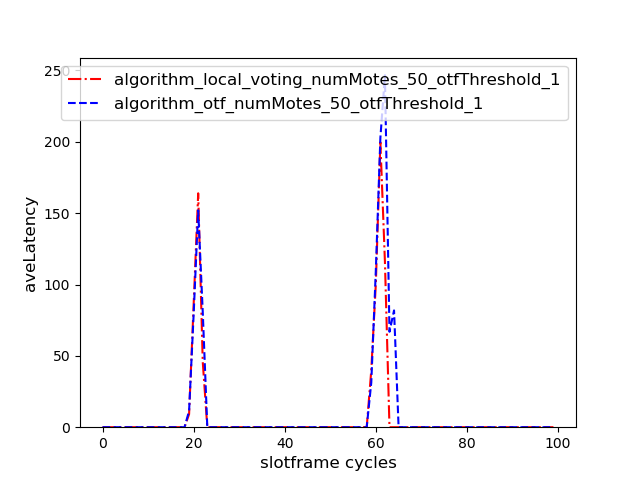 250
200
150
100
50
0
aveLatency
algorithm_local_voting_numMotes_50_otfThreshold_1
algorithm_otf_numMotes_50_otfThreshold_1
0 20 40 60 80 100
slotframe cycles